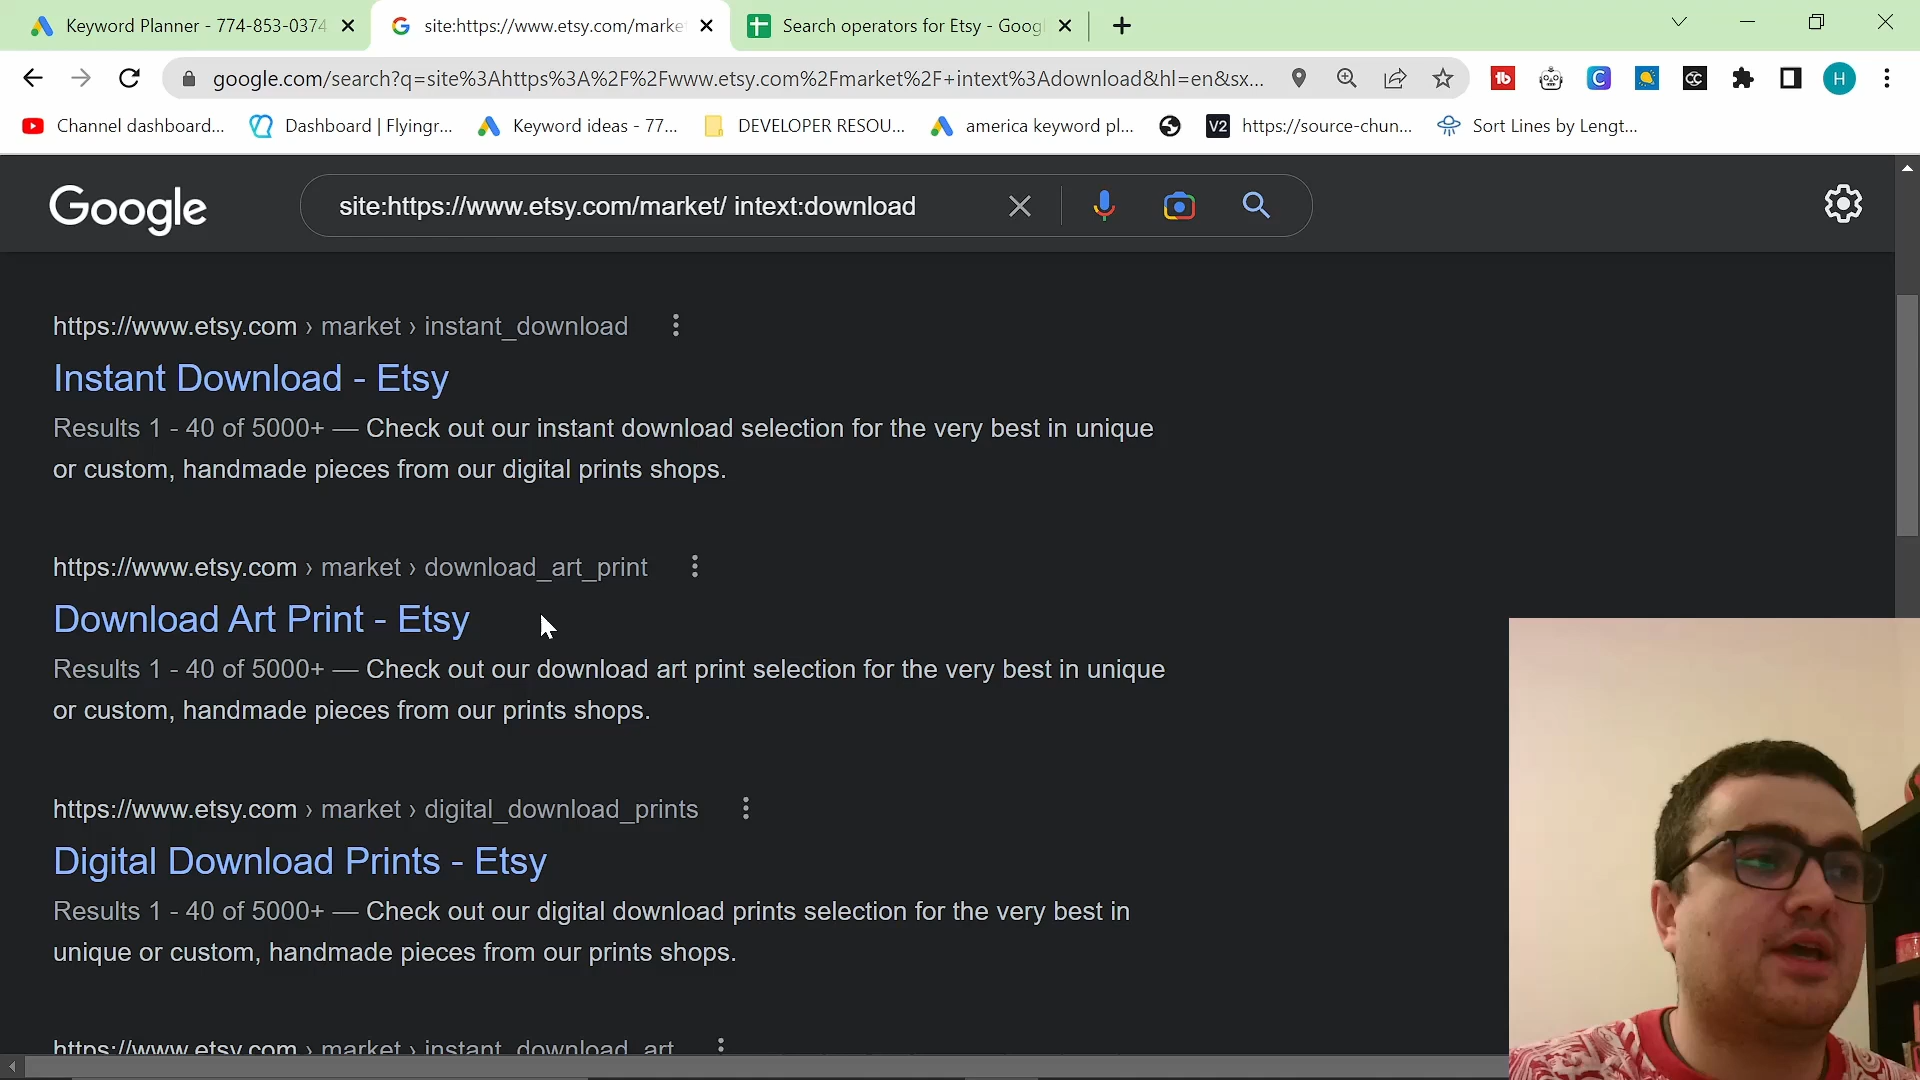 Keyword Planner - 774-853-0374
site:https://www.etsy.com/marke
Search operators for Etsy - Goog
google.com/search?q=site%3Ahttps%3A%2F%2Fwww.etsy.com%2Fmarket%2F+intext%3Adownload&hl=en&sx...
tb
C
CC
H
Channel dashboard...
Dashboard | Flyingr...
Keyword ideas - 77...
DEVELOPER RESOU...
america keyword pl...
V2
https://source-chun...
Sort Lines by Lengt...
Google
site:https://www.etsy.com/market/ intext:download
https://www.etsy.com › market › instant_download
Instant Download - Etsy
Results 1 - 40 of 5000+ — Check out our instant download selection for the very best in unique
or custom, handmade pieces from our digital prints shops.
https://www.etsy.com › market › download_art_print
Download Art Print - Etsy
Results 1 - 40 of 5000+ — Check out our download art print selection for the very best in unique
or custom, handmade pieces from our prints shops.
https://www.etsy.com › market › digital_download_prints
Digital Download Prints - Etsy
Results 1 - 40 of 5000+ — Check out our digital download prints selection for the very best in
unique or custom, handmade pieces from our prints shops.
https://www.etsy.com › market › instant_download_art